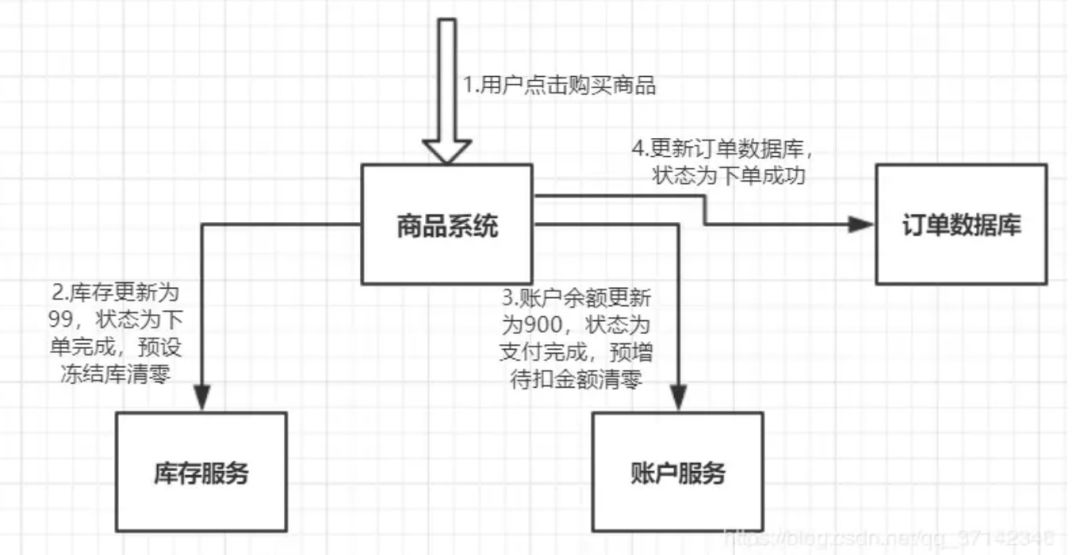 1.用户点击购买商品
4.更新订单数据库，
状态为下单成功
商品系统
订单数据库
2.库存更新为
99，状态为下
单完成，预设
冻结库清零
3.账户余额更新
为900，状态为
支付完成，预增
待扣金额清零
库存服务
账户服务
https://blog.csdn.net/qq_37142346